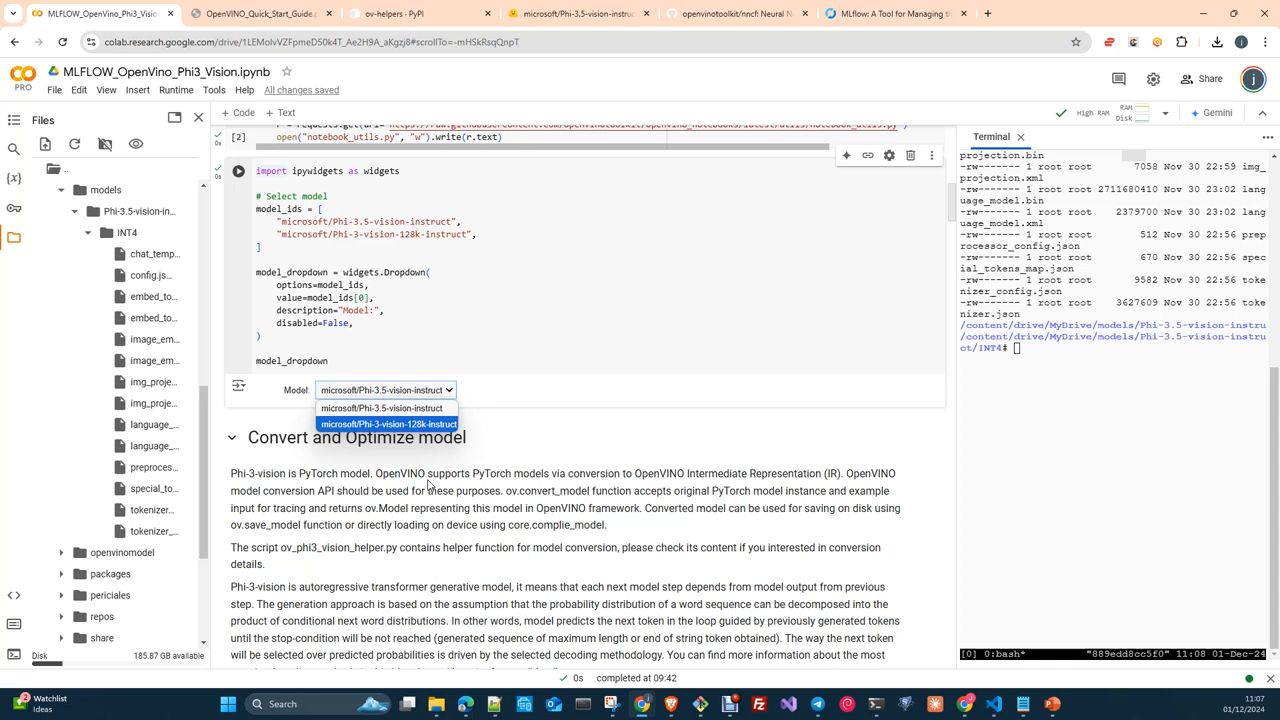 MLFLOW_OpenVino_Phi3_Vision
OpenVINO_Quick_Start_Guide.p
ov-helpers · PyPI
microsoft/Phi-3.5-vision-instruc
openvinotoolkit/nncf: Neural N
MLflow: A Tool for Managing th
colab.research.google.com/drive/1LEMolvVZFpmeD50k4T_Ae2H9A_aKgzj8#scrollTo=-mHSkRsqQnpT
PRO
MLFLOW_OpenVino_Phi3_Vision.ipynb
File Edit View Insert Runtime Tools Help All changes saved
Share
Files
+ Code + Text
High RAM
RAM
Disk
Gemini
..
models
Phi-3.5-vision-in...
INT4
chat_temp...
config.js...
embed_to...
embed_to...
image_em...
image_em...
img_proje...
img_proje...
language_...
language_...
preproces...
special_to...
tokenizer...
tokenizer_...
openvinomodel
packages
periciales
repos
share
Disk
185.87 GB available
[2]
0s
open("notebook_utils.py", "w").write(r.text)
0s
import ipywidgets as widgets
# Select model
model_ids = [
"microsoft/Phi-3.5-vision-instruct",
"microsoft/Phi-3-vision-128k-instruct",
]
model_dropdown = widgets.Dropdown(
options=model_ids,
value=model_ids[0],
description="Model:",
disabled=False,
)
model_dropdown
Model: microsoft/Phi-3.5-vision-instruct
microsoft/Phi-3.5-vision-instruct
microsoft/Phi-3-vision-128k-instruct
Convert and Optimize model
Phi-3-vision is PyTorch model. OpenVINO supports PyTorch models via conversion to OpenVINO Intermediate Representation (IR). OpenVINO
model conversion API should be used for these purposes. ov.convert_model function accepts original PyTorch model instance and example
input for tracing and returns ov.Model representing this model in OpenVINO framework. Converted model can be used for saving on disk using
ov.save_model function or directly loading on device using core.complie_model.
The script ov_phi3_vision_helper.py contains helper function for model conversion, please check its content if you interested in conversion
details.
Phi-3-vision is autoregressive transformer generative model, it means that each next model step depends from model output from previous
step. The generation approach is based on the assumption that the probability distribution of a word sequence can be decomposed into the
product of conditional next word distributions. In other words, model predicts the next token in the loop guided by previously generated tokens
until the stop-condition will be not reached (generated sequence of maximum length or end of string token obtained). The way the next token
will be selected over predicted probabilities is driven by the selected decoding methodology. You can find more information about the most
Terminal
projection.bin
-rw------- 1 root root 7058 Nov 30 22:59 img_
projection.xml
-rw------- 1 root root 2711680410 Nov 30 23:02 lang
uage_model.bin
-rw------- 1 root root 2379700 Nov 30 23:02 lang
uage_model.xml
-rw------- 1 root root 512 Nov 30 22:56 prep
rocessor_config.json
-rw------- 1 root root 670 Nov 30 22:56 spec
ial_tokens_map.json
-rw------- 1 root root 9582 Nov 30 22:56 toke
nizer_config.json
-rw------- 1 root root 3627609 Nov 30 22:56 toke
nizer.json
/content/drive/MyDrive/models/Phi-3.5-vision-instru
/content/drive/MyDrive/models/Phi-3.5-vision-instru
ct/INT4#
[0] 0:bash* "889edd8cc5f0" 11:08 01-Dec-24
0s completed at 09:42
Watchlist
Ideas
Search
11:07
01/12/2024